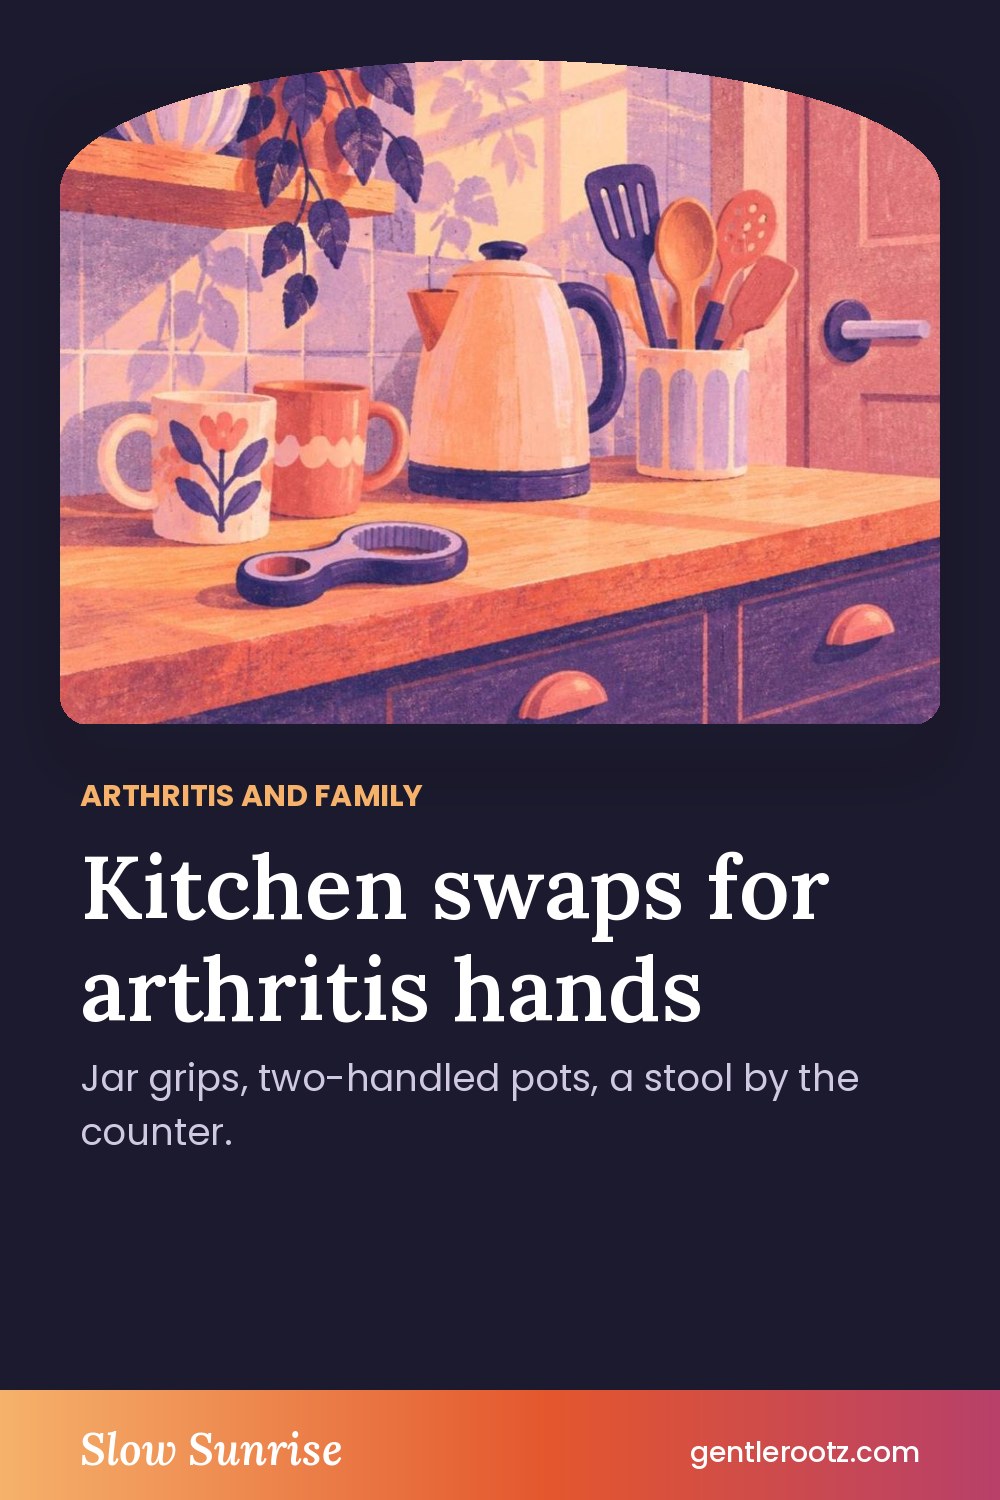 ARTHRITIS AND FAMILY
Kitchen swaps for
arthritis hands
Jar grips, two-handled pots, a stool by the
counter.
Slow Sunrise
gentlerootz.com